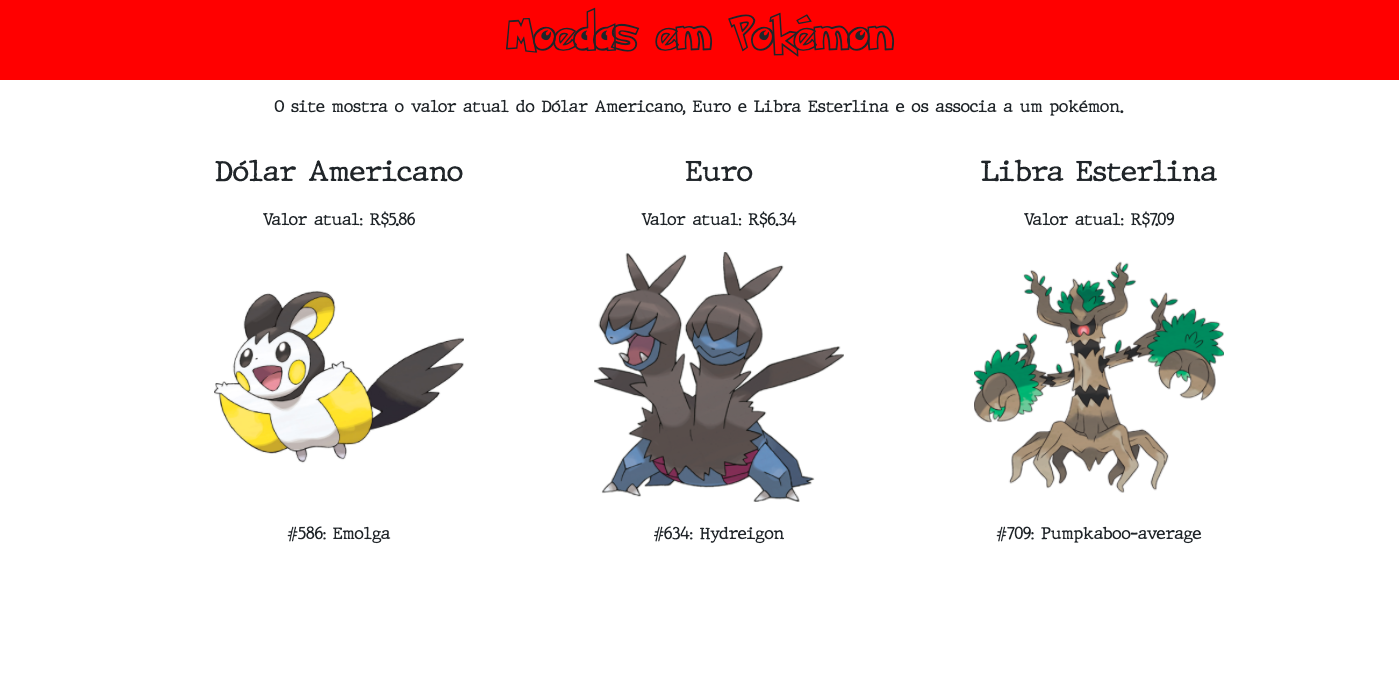 Moedas em Pokémon
O site mostra o valor atual do Dólar Americano, Euro e Libra Esterlina e os associa a um pokémon.
Dólar Americano
Valor atual: R$5.86
#586: Emolga
Euro
Valor atual: R$6.34
#634: Hydreigon
Libra Esterlina
Valor atual: R$7.09
#709: Pumpkaboo-average